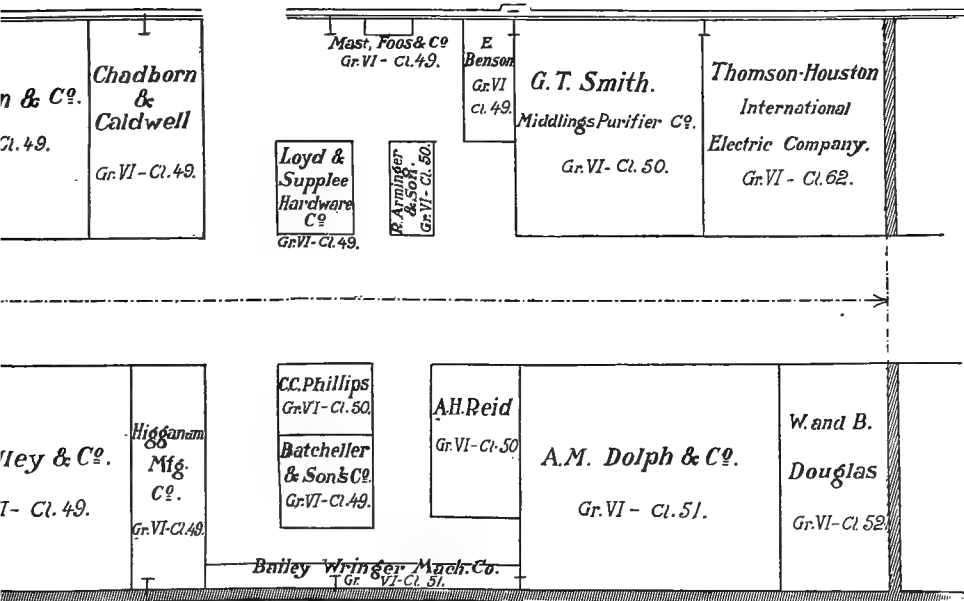 & Cº.
Cl. 49.
Chadborn
&
Caldwell
Gr. VI - Cl. 49.
Mast, Foos & Cº
Gr. VI - Cl. 49.
E
Benson
Gr. VI
Cl. 49.
G. T. Smith.
Middlings Purifier Cº.
Gr. VI - Cl. 50.
Thomson-Houston
International
Electric Company.
Gr. VI - Cl. 62.
Loyd &
Supplee
Hardware
Cº
Gr. VI - Cl. 49.
R. Arminger
& Son.
Gr. VI - Cl. 50.
& Cº.
Cl. 49.
Higganum
Mfg.
Cº.
Gr. VI - Cl. 49.
C.C. Phillips
Gr. VI - Cl. 50.
Batcheller
& Son's Cº.
Gr. VI - Cl. 49.
A.H. Reid
Gr. VI - Cl. 50
A.M. Dolph & Cº.
Gr. VI - Cl. 51.
W. and B.
Douglas
Gr. VI - Cl. 52.
Bailey Wringer Mach. Co.
Gr. VI - Cl. 51.